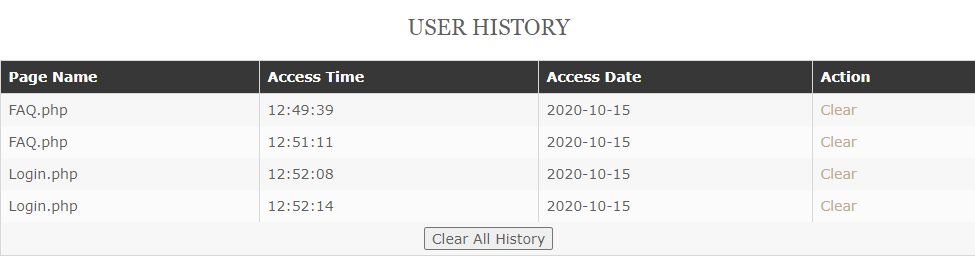 USER HISTORY
Page Name Access Time Access Date Action
FAQ.php 12:49:39 2020-10-15 Clear
FAQ.php 12:51:11 2020-10-15 Clear
Login.php 12:52:08 2020-10-15 Clear
Login.php 12:52:14 2020-10-15 Clear
Clear All History